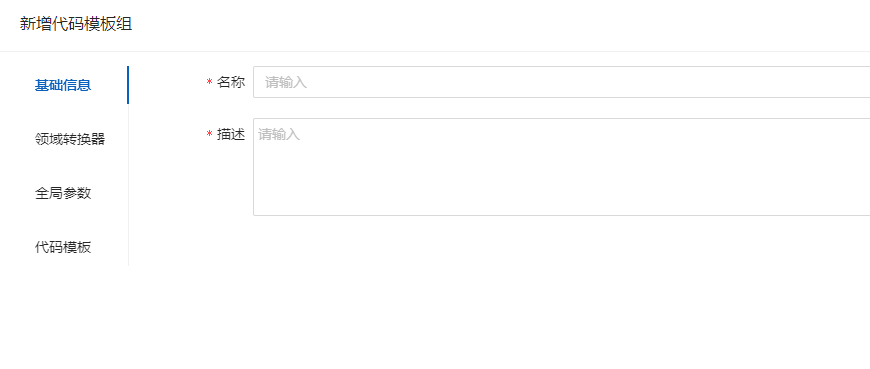 新增代码模板组
基础信息
* 名称 请输入
* 描述 请输入
领域转换器
全局参数
代码模板